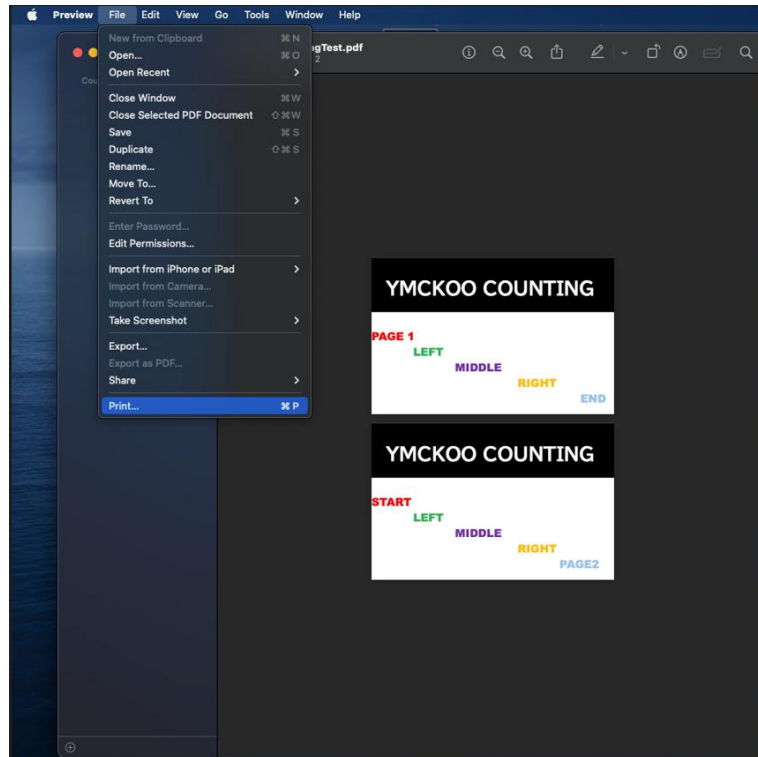 Preview File Edit View Go Tools Window Help
New from Clipboard ⌘ N
Open... ⌘ O
Open Recent >
Close Window ⌘ W
Close Selected PDF Document ⇧ ⌘ W
Save ⌘ S
Duplicate ⇧ ⌘ S
Rename...
Move To...
Revert To >
Enter Password...
Edit Permissions...
Import from iPhone or iPad >
Import from Camera...
Import from Scanner...
Take Screenshot >
Export...
Export as PDF...
Share >
Print... ⌘ P
gTest.pdf
2
Cou
YMCKOO COUNTING
PAGE 1
LEFT
MIDDLE
RIGHT
END
YMCKOO COUNTING
START
LEFT
MIDDLE
RIGHT
PAGE2